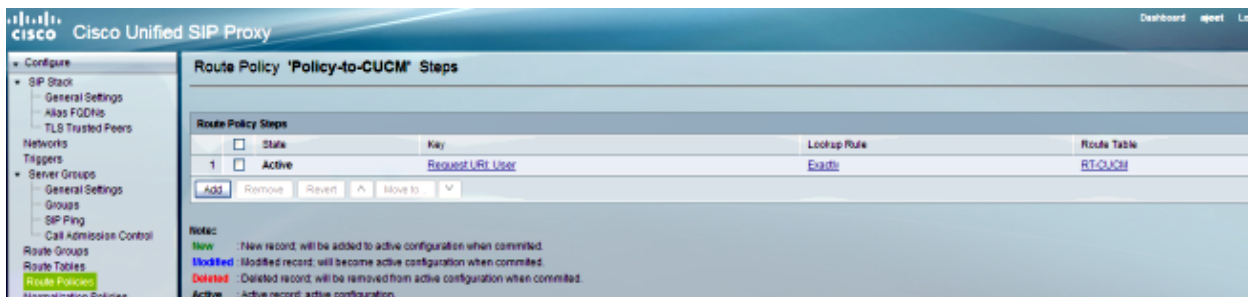 CISCO Cisco Unified SIP Proxy
Dashboard ajeet
Configure
SIP Stack
General Settings
Alias FQDNs
TLS Trusted Peers
Networks
Triggers
Server Groups
General Settings
Groups
SIP Ping
Call Admission Control
Route Groups
Route Tables
Route Policies
Normalization Policies
Route Policy 'Policy-to-CUCM' Steps
Route Policy Steps
State Key Lookup Rule Route Table
1 Active Request URI: User Exactly RT-CUCM
Add Remove Revert Move to...
Note:
New : New record; will be added to active configuration when commited.
Modified : Modified record; will become active configuration when commited.
Deleted : Deleted record; will be removed from active configuration when commited.
Active : Active record; active configuration.